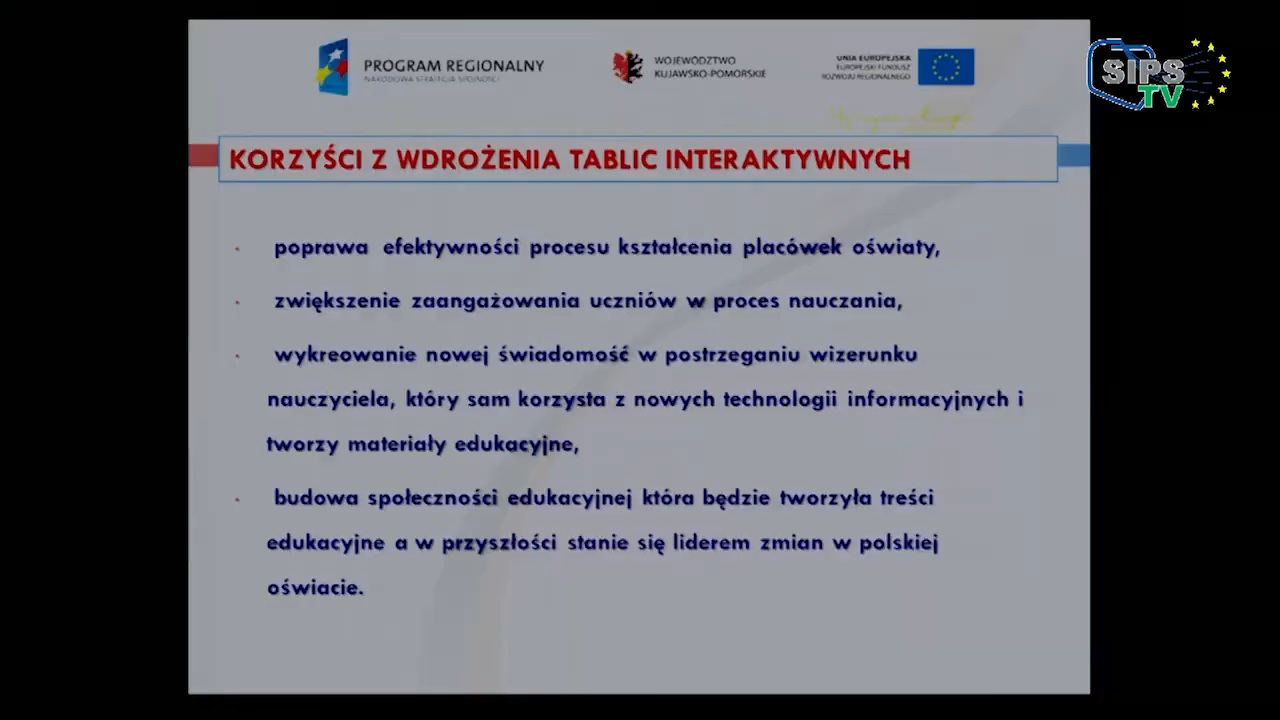 PROGRAM REGIONALNY
NARODOWA STRATEGIA SPÓJNOŚCI
WOJEWÓDZTWO
KUJAWSKO-POMORSKIE
UNIA EUROPEJSKA
EUROPEJSKI FUNDUSZ
ROZWOJU REGIONALNEGO
SIPS
TV
KORZYŚCI Z WDROŻENIA TABLIC INTERAKTYWNYCH
poprawa efektywności procesu kształcenia placówek oświaty,
zwiększenie zaangażowania uczniów w proces nauczania,
wykreowanie nowej świadomość w postrzeganiu wizerunku
nauczyciela, który sam korzysta z nowych technologii informacyjnych i
tworzy materiały edukacyjne,
budowa społeczności edukacyjnej która będzie tworzyła treści
edukacyjne a w przyszłości stanie się liderem zmian w polskiej
oświacie.